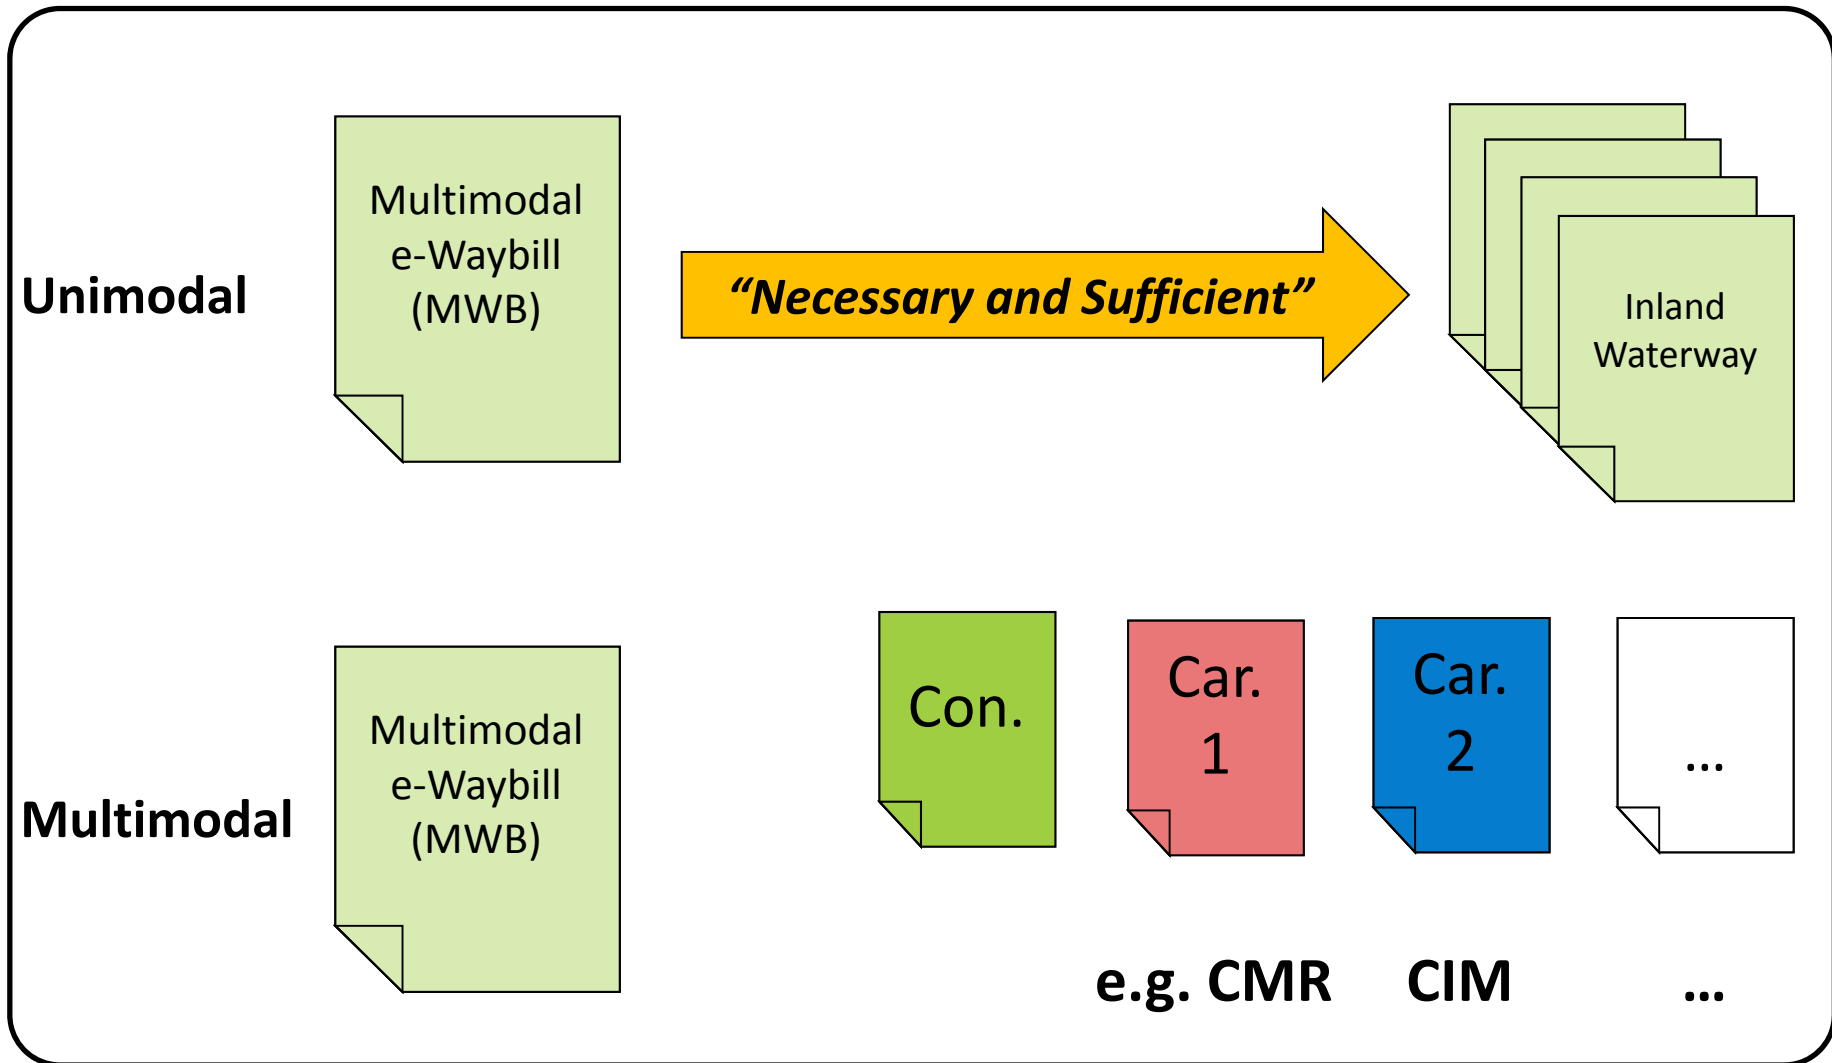 Unimodal
Multimodal
e-Waybill
(MWB)
“Necessary and Sufficient”
Inland
Waterway
Multimodal
Multimodal
e-Waybill
(MWB)
Con.
Car.
1
Car.
2
...
e.g. CMR
CIM
...